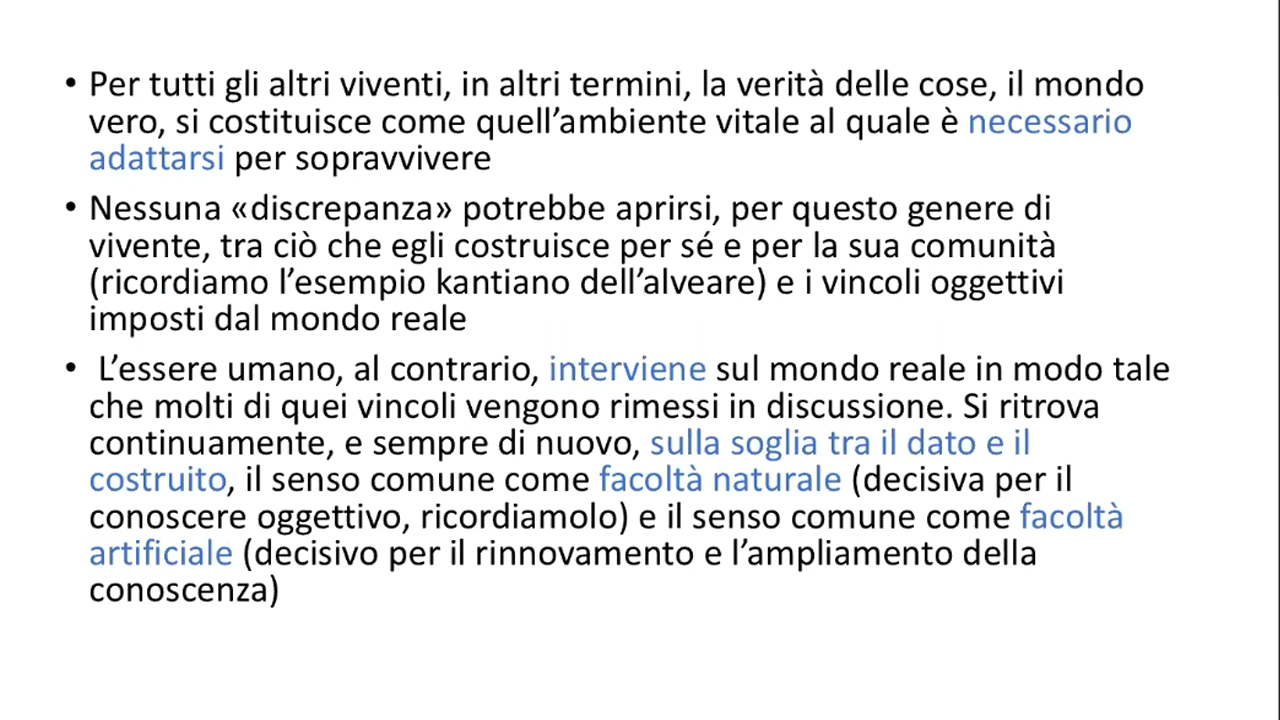 • Per tutti gli altri viventi, in altri termini, la verità delle cose, il mondo
vero, si costituisce come quell’ambiente vitale al quale è necessario
adattarsi per sopravvivere
• Nessuna «discrepanza» potrebbe aprirsi, per questo genere di
vivente, tra ciò che egli costruisce per sé e per la sua comunità
(ricordiamo l’esempio kantiano dell’alveare) e i vincoli oggettivi
imposti dal mondo reale
• L’essere umano, al contrario, interviene sul mondo reale in modo tale
che molti di quei vincoli vengono rimessi in discussione. Si ritrova
continuamente, e sempre di nuovo, sulla soglia tra il dato e il
costruito, il senso comune come facoltà naturale (decisiva per il
conoscere oggettivo, ricordiamolo) e il senso comune come facoltà
artificiale (decisivo per il rinnovamento e l’ampliamento della
conoscenza)